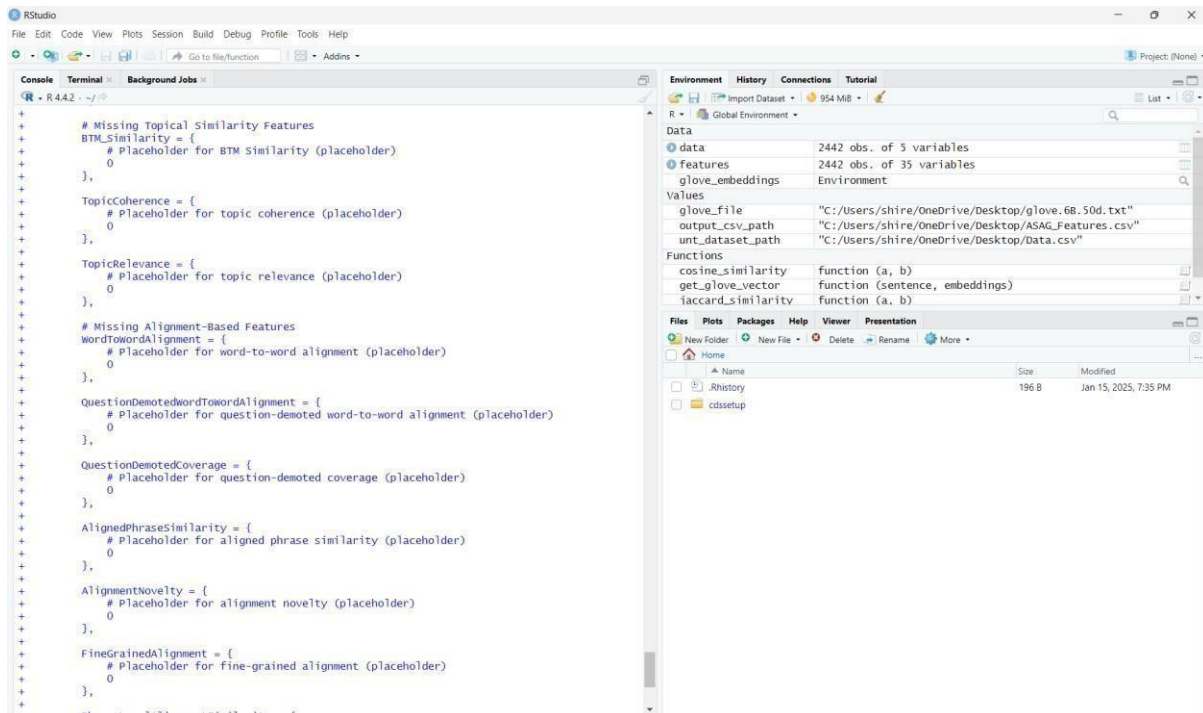 RStudio
File Edit Code View Plots Session Build Debug Profile Tools Help
Go to file/function Addins Project: (None)
Console Terminal Background Jobs
R 4.4.2 · ~/
+
+ # Missing Topical Similarity Features
+ BTM_Similarity = {
+ # Placeholder for BTM Similarity (placeholder)
+ 0
+ },
+
+ TopicCoherence = {
+ # Placeholder for topic coherence (placeholder)
+ 0
+ },
+
+ TopicRelevance = {
+ # Placeholder for topic relevance (placeholder)
+ 0
+ },
+
+ # Missing Alignment-Based Features
+ WordToWordAlignment = {
+ # Placeholder for word-to-word alignment (placeholder)
+ 0
+ },
+
+ QuestionDemotedWordToWordAlignment = {
+ # Placeholder for question-demoted word-to-word alignment (placeholder)
+ 0
+ },
+
+ QuestionDemotedCoverage = {
+ # Placeholder for question-demoted coverage (placeholder)
+ 0
+ },
+
+ AlignedPhraseSimilarity = {
+ # Placeholder for aligned phrase similarity (placeholder)
+ 0
+ },
+
+ AlignmentNovelty = {
+ # Placeholder for alignment novelty (placeholder)
+ 0
+ },
+
+ FineGrainedAlignment = {
+ # Placeholder for fine-grained alignment (placeholder)
+ 0
+ },
+
Environment History Connections Tutorial
Import Dataset 954 MiB List
R Global Environment
Data
data 2442 obs. of 5 variables
features 2442 obs. of 35 variables
glove_embeddings Environment
Values
glove_file "C:/Users/shire/OneDrive/Desktop/glove.6B.50d.txt"
output_csv_path "C:/Users/shire/OneDrive/Desktop/ASAG_Features.csv"
unt_dataset_path "C:/Users/shire/OneDrive/Desktop/Data.csv"
Functions
cosine_similarity function (a, b)
get_glove_vector function (sentence, embeddings)
jaccard_similarity function (a, b)
Files Plots Packages Help Viewer Presentation
New Folder New File Delete Rename More
Home
Name Size Modified
.Rhistory 196 B Jan 15, 2025, 7:35 PM
cdssetup